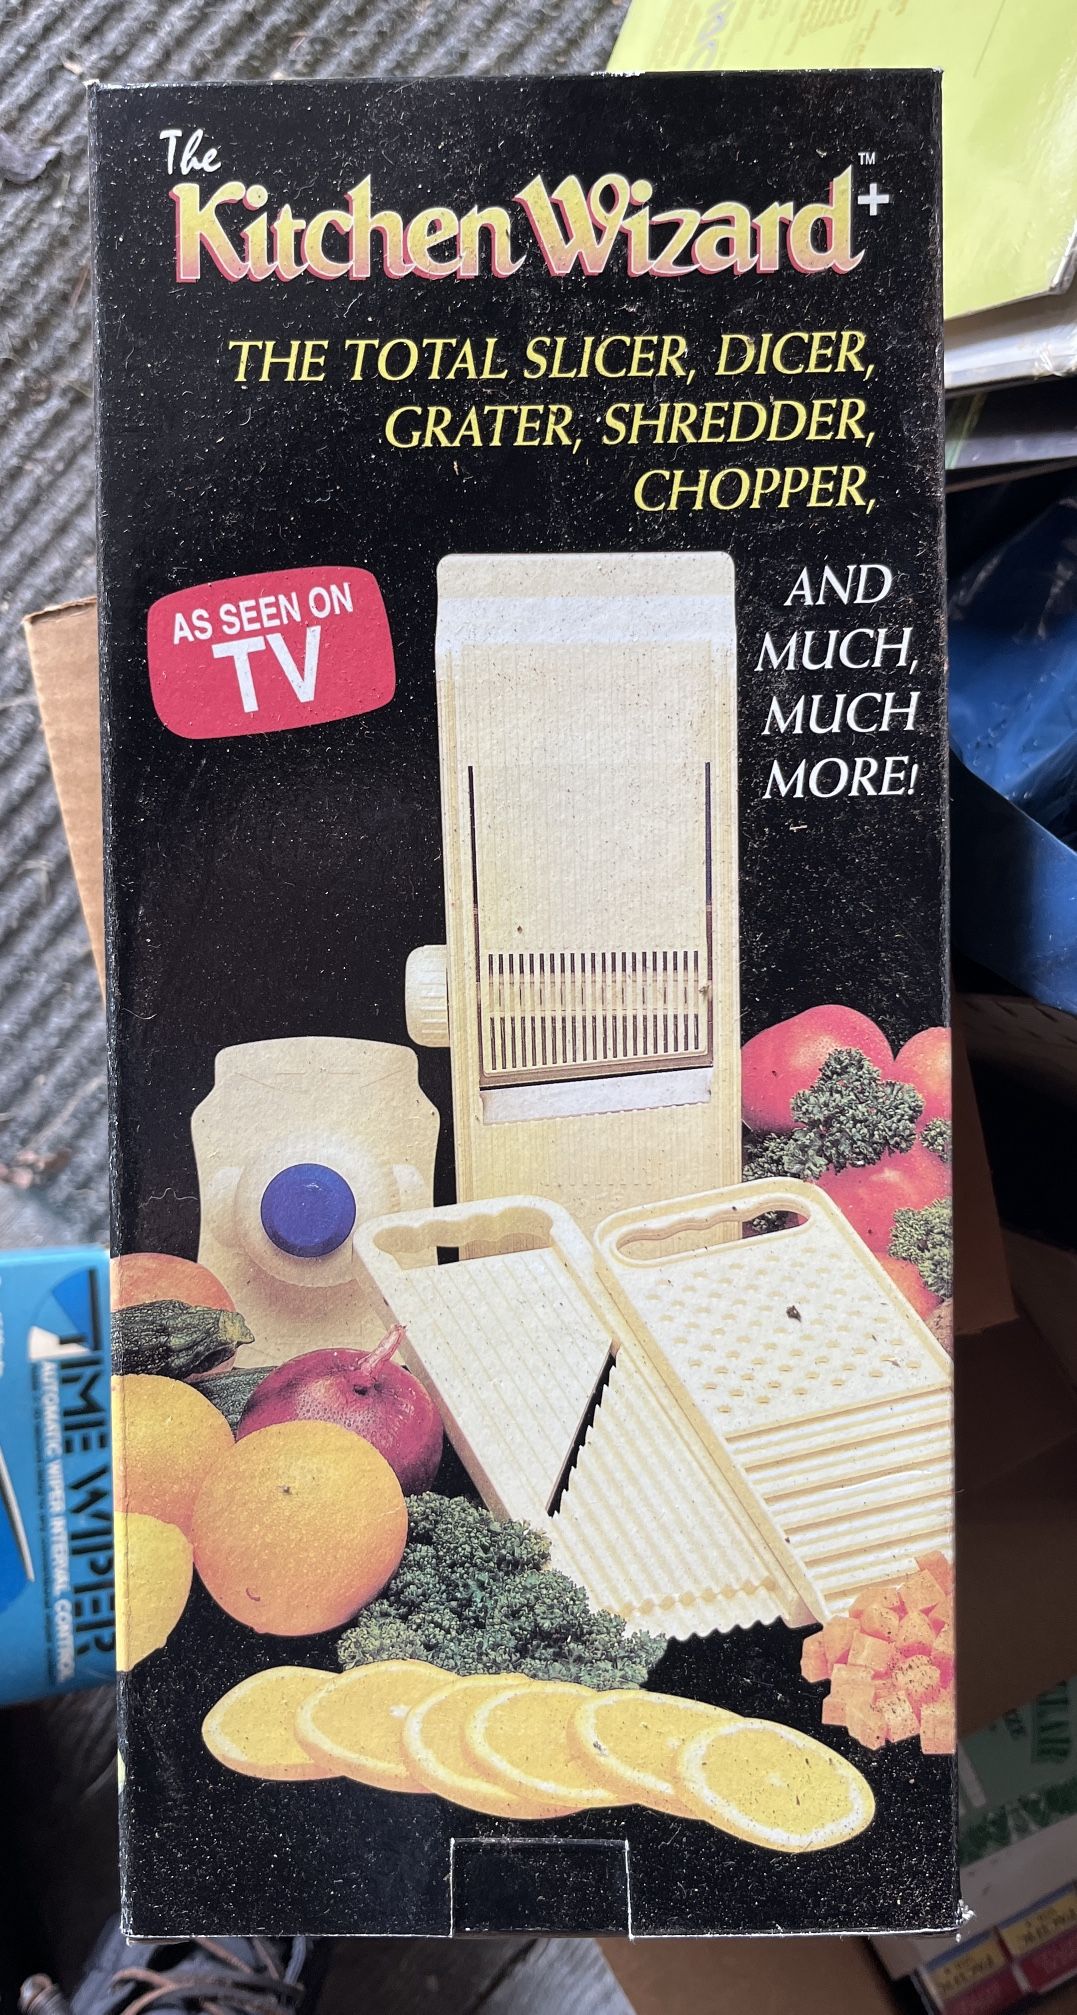 The
Kitchen Wizard+™
THE TOTAL SLICER, DICER,
GRATER, SHREDDER,
CHOPPER,
AND
MUCH,
MUCH
MORE!
AS SEEN ON
TV
TIME WIPER
AUTOMATIC WIPER INTERVAL CONTROL